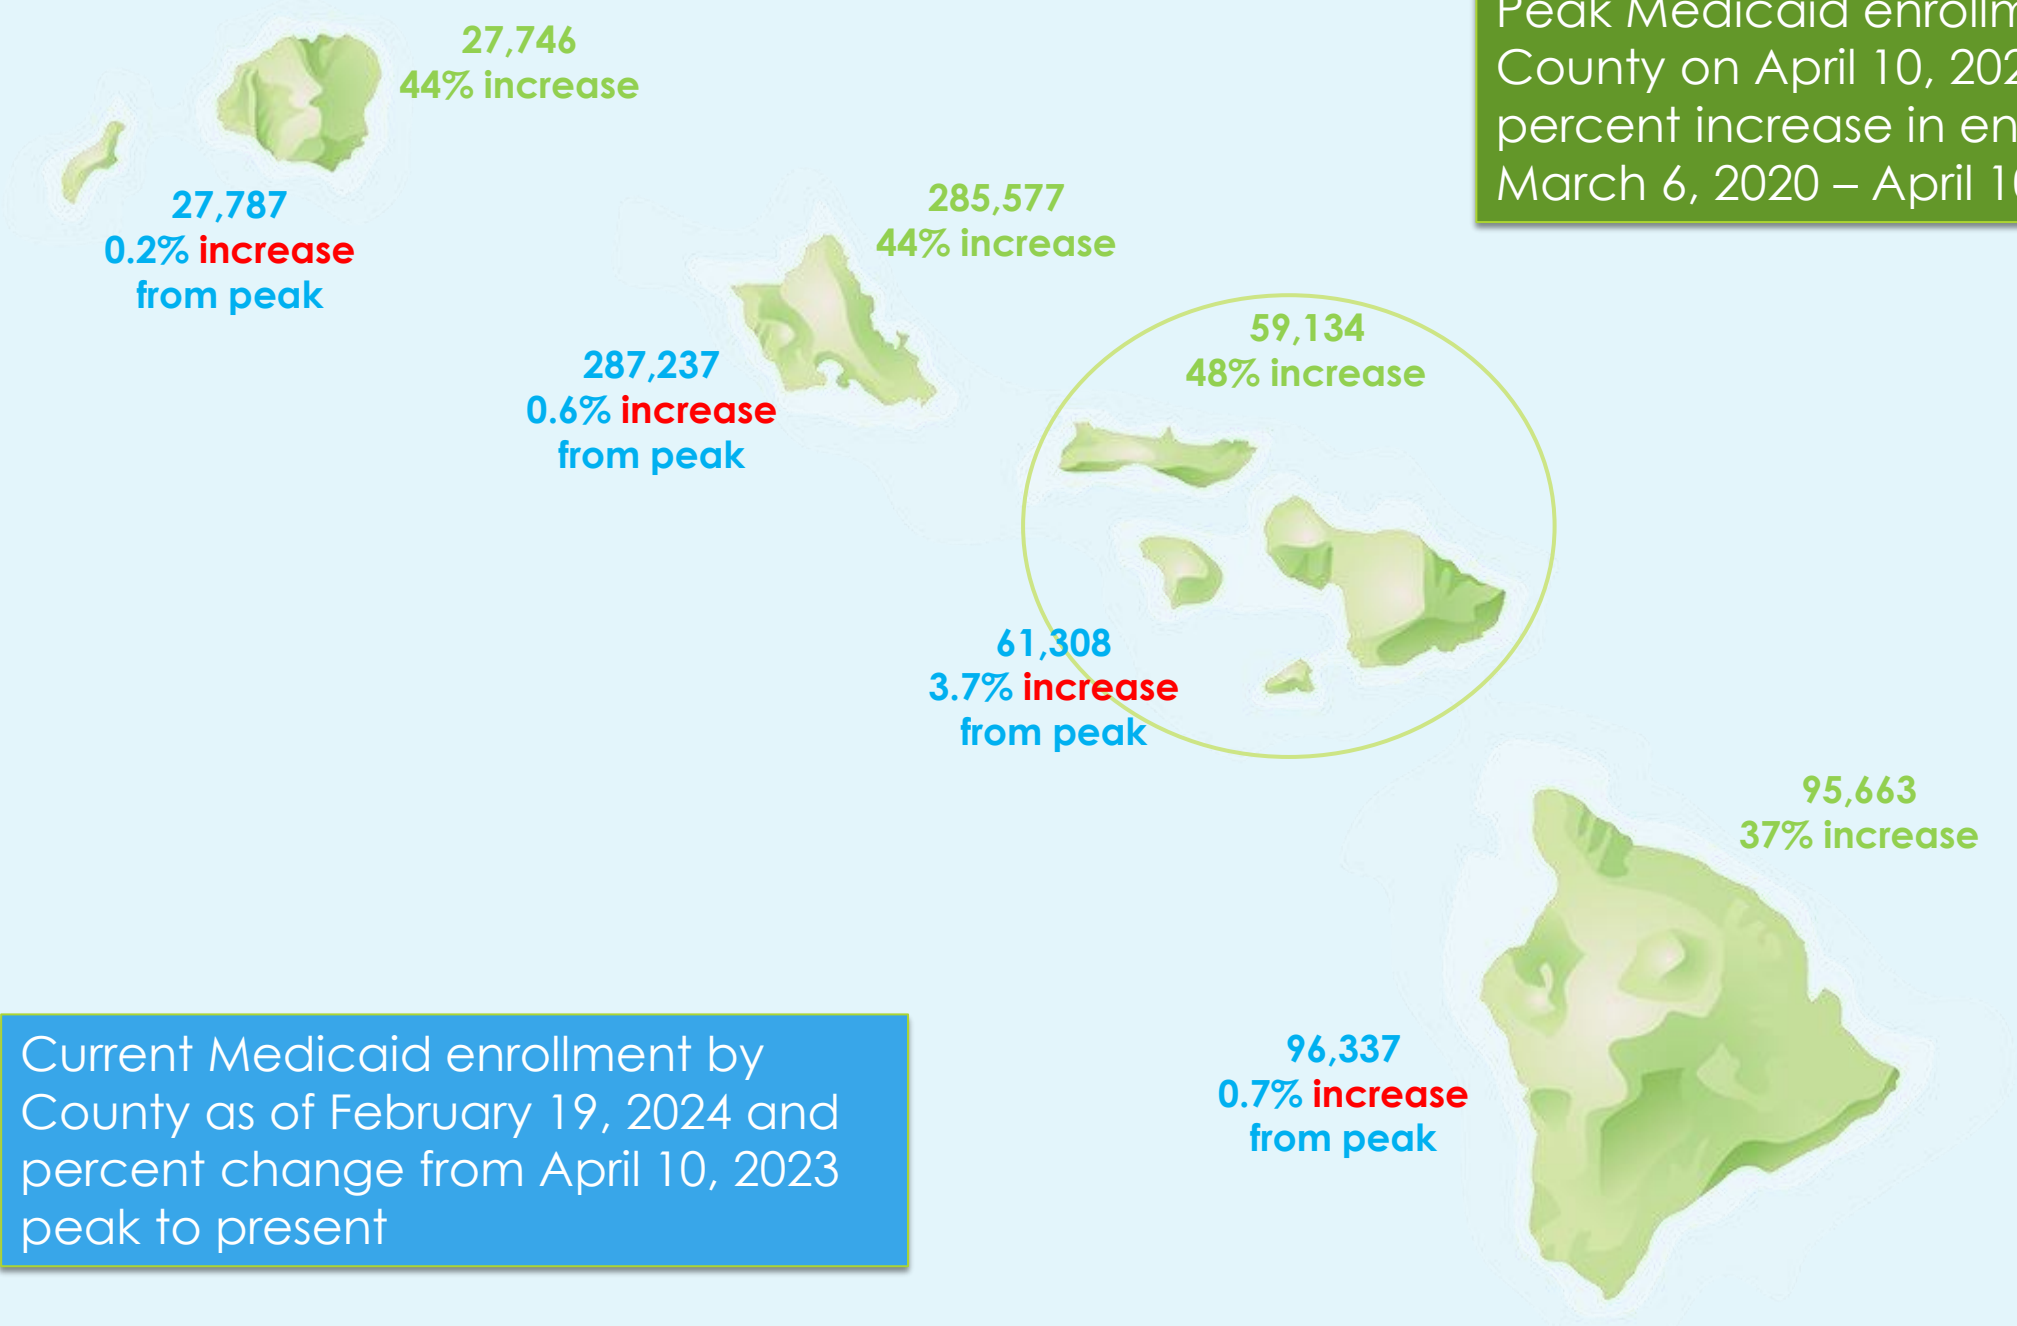 Peak Medicaid
County on April 10,
percent increase in
March 6, 2020 – April
27,746
44% increase
27,787
0.2% increase
from peak
285,577
44% increase
287,237
0.6% increase
from peak
59,134
48% increase
61,308
3.7% increase
from peak
95,663
37% increase
96,337
0.7% increase
from peak
Current Medicaid enrollment by
County as of February 19, 2024 and
percent change from April 10, 2023
peak to present